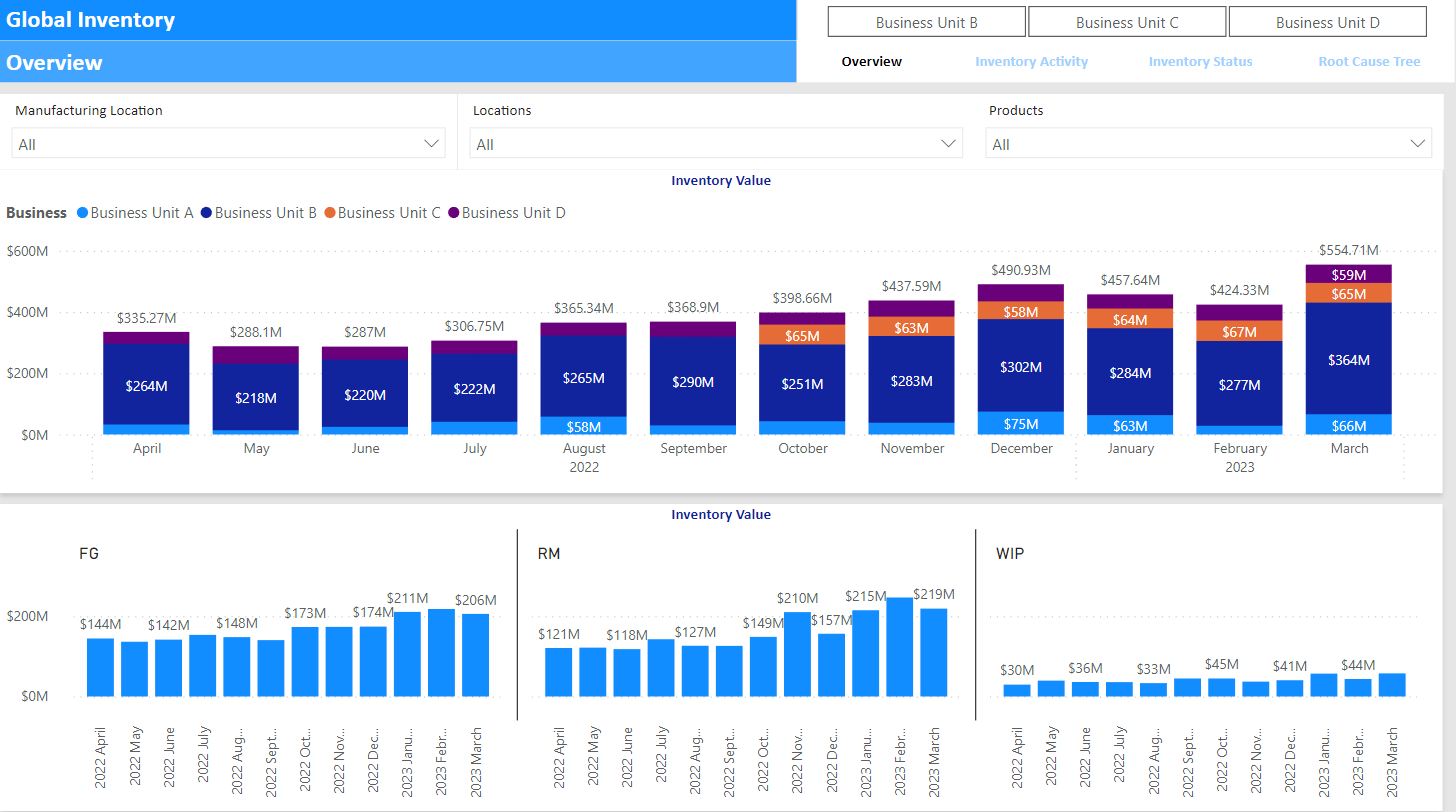 Global Inventory
Overview
Business Unit B Business Unit C Business Unit D
Overview Inventory Activity Inventory Status Root Cause Tree
Manufacturing Location Locations Products
All All All
Inventory Value
Business Business Unit A Business Unit B Business Unit C Business Unit D
$600M
$400M
$200M
$0M
$335.27M $288.1M $287M $306.75M $365.34M $368.9M $398.66M $437.59M $490.93M $457.64M $424.33M $554.71M
$59M
$65M $63M $58M $64M $67M $65M
$264M $218M $220M $222M $265M $290M $251M $283M $302M $284M $277M $364M
$58M $75M $63M $66M
April May June July August September October November December January February March
2022 2023
Inventory Value
FG RM WIP
$200M
$0M
$144M $142M $148M $173M $174M $211M $206M
$121M $118M $127M $149M $210M $157M $215M $219M
$30M $36M $33M $45M $41M $44M
2022 April 2022 May 2022 June 2022 July 2022 Aug... 2022 Sept... 2022 Oct... 2022 Nov... 2022 Dec... 2023 Janu... 2023 Febr... 2023 March
2022 April 2022 May 2022 June 2022 July 2022 Aug... 2022 Sept... 2022 Oct... 2022 Nov... 2022 Dec... 2023 Janu... 2023 Febr... 2023 March
2022 April 2022 May 2022 June 2022 July 2022 Aug... 2022 Sept... 2022 Oct... 2022 Nov... 2022 Dec... 2023 Janu... 2023 Febr... 2023 March